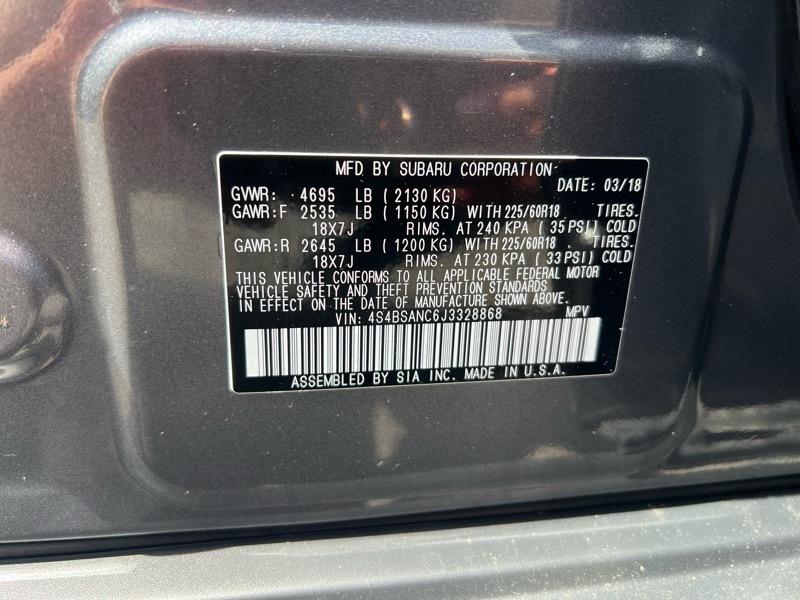 MFD BY SUBARU CORPORATION
DATE: 03/18
GVWR: 4695 LB ( 2130 KG)
GAWR:F 2535 LB ( 1150 KG) WITH 225/60R18 TIRES.
18X7J RIMS. AT 240 KPA ( 35 PSI) COLD
GAWR:R 2645 LB ( 1200 KG) WITH 225/60R18 TIRES.
18X7J RIMS. AT 230 KPA ( 33 PSI) COLD
THIS VEHICLE CONFORMS TO ALL APPLICABLE FEDERAL MOTOR
VEHICLE SAFETY AND THEFT PREVENTION STANDARDS
IN EFFECT ON THE DATE OF MANUFACTURE SHOWN ABOVE.
VIN: 4S4BSANC6J3328868 MPV
ASSEMBLED BY SIA INC. MADE IN U.S.A.